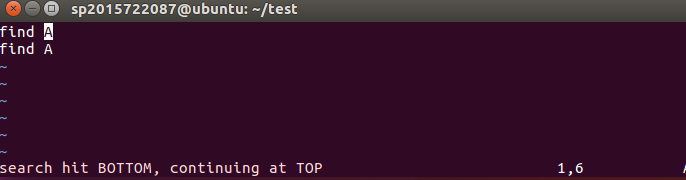 sp2015722087@ubuntu: ~/test
find A
find A
~
~
~
~
~
~
search hit BOTTOM, continuing at TOP 1,6 A